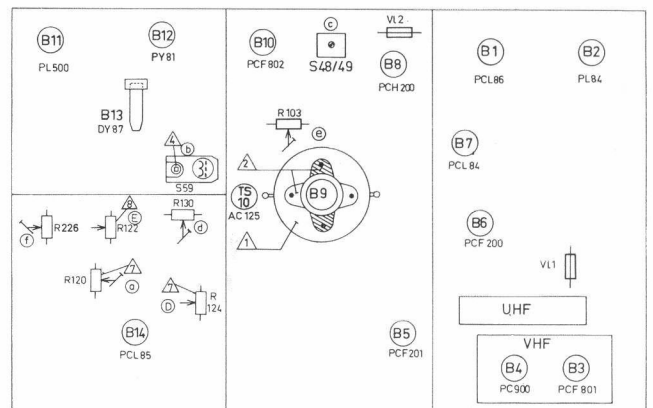 B11
PL500
B12
PY81
B13
DY87
4
b
S59
B10
PCF802
c
S48/49
VL2
B8
PCH200
R103
e
2
B9
TS
10
AC125
1
B1
PCL86
B2
PL84
B7
PCL84
B6
PCF200
VL1
UHF
VHF
B4
PC900
B3
PCF801
f
R226
8
E
R122
R130
d
R120
7
a
7
D
R
124
B14
PCL85
B5
PCF201